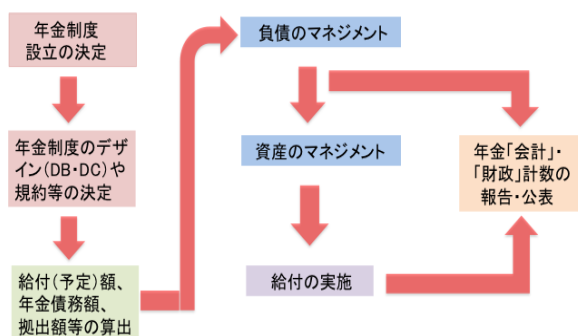 年金制度
設立の決定
年金制度のデザ
イン(DB・DC)や
規約等の決定
給付(予定)額、
年金債務額、
拠出額等の算出
負債のマネジメント
資産のマネジメント
給付の実施
年金「会計」・
「財政」計数の
報告・公表